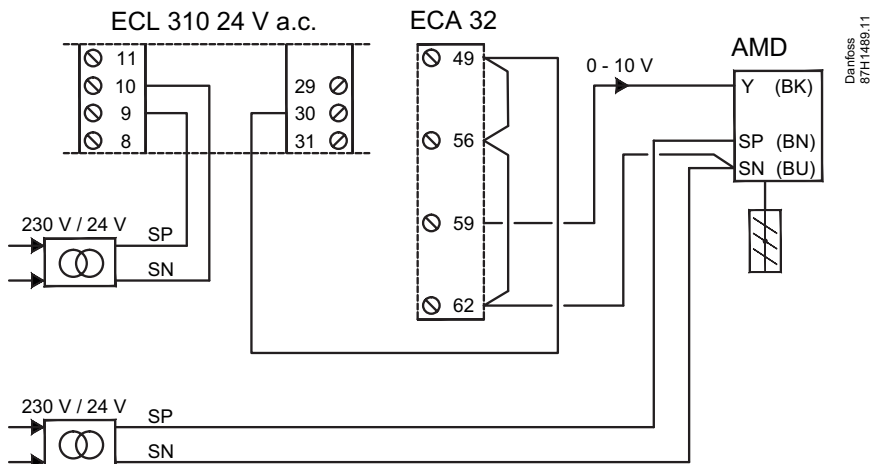 ECL 310 24 V a.c.
ECA 32
AMD
Danfoss
87H1489.11
11
10
9
8
29
30
31
49
56
59
62
0 - 10 V
Y (BK)
SP (BN)
SN (BU)
230 V / 24 V
SP
SN
230 V / 24 V
SP
SN